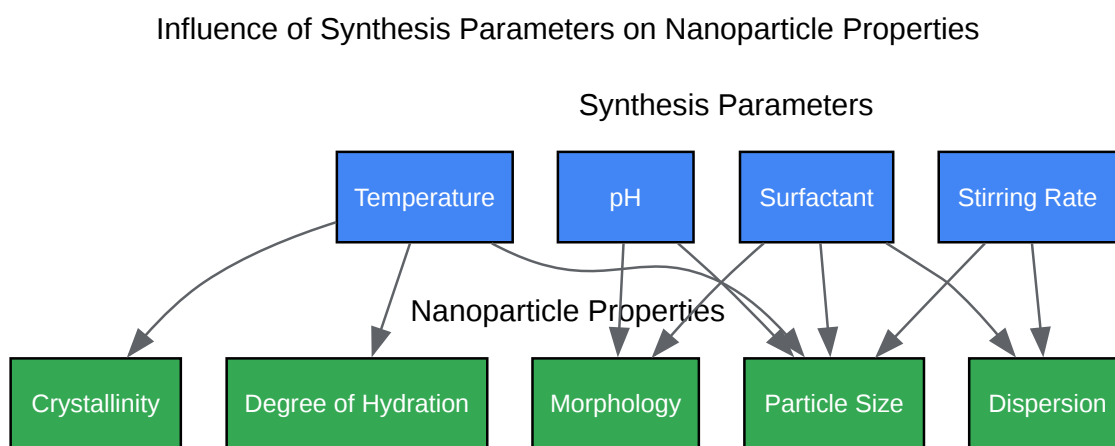 Influence of Synthesis Parameters on Nanoparticle Properties
Synthesis Parameters
Temperature
pH
Surfactant
Stirring Rate
Nanoparticle Properties
Crystallinity
Degree of Hydration
Morphology
Particle Size
Dispersion